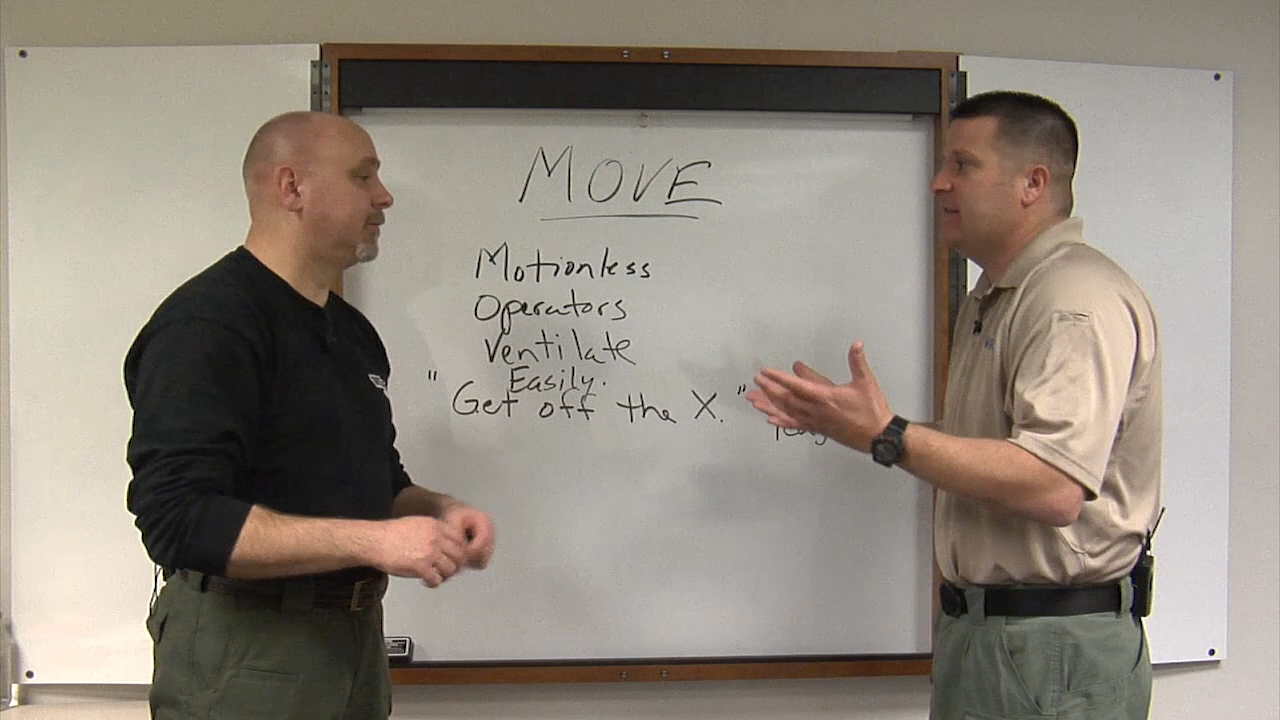 MOVE
Motionless
Operators
Ventilate
Easily.
"Get off the X."